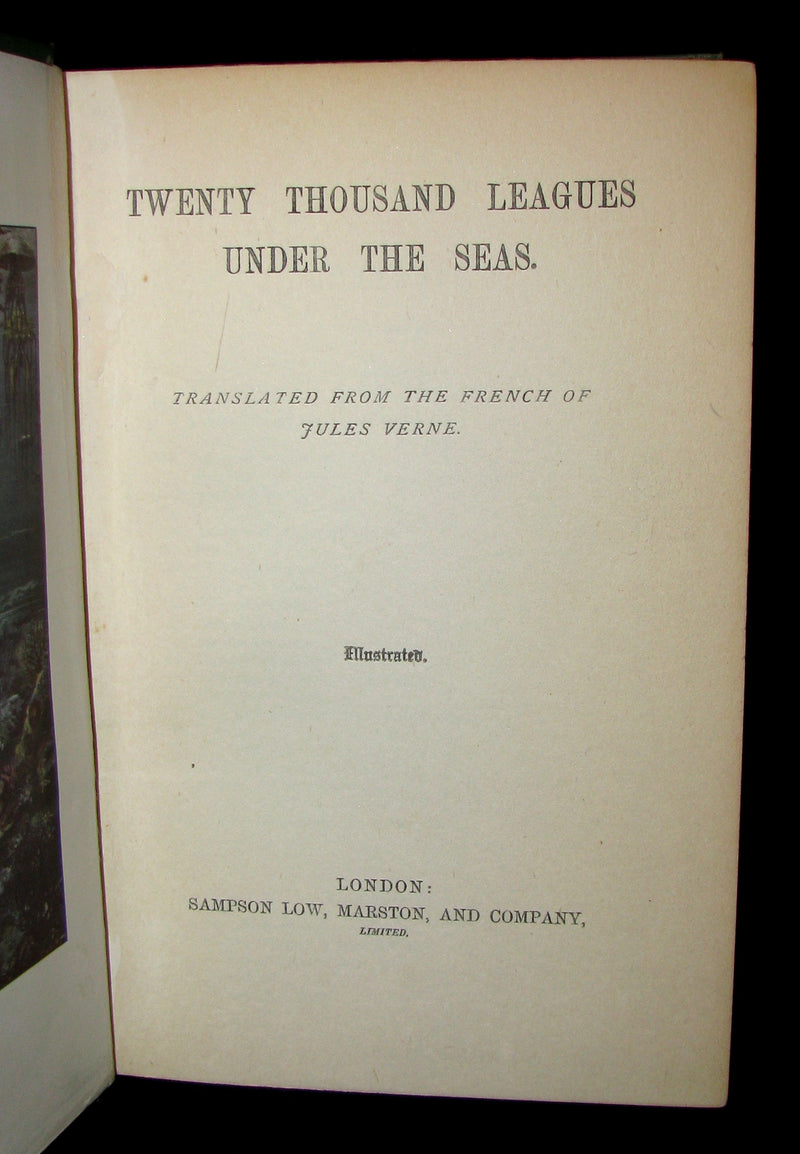 TWENTY THOUSAND LEAGUES
UNDER THE SEAS.
TRANSLATED FROM THE FRENCH OF
JULES VERNE.
Illustrated.
LONDON:
SAMPSON LOW, MARSTON, AND COMPANY,
LIMITED.